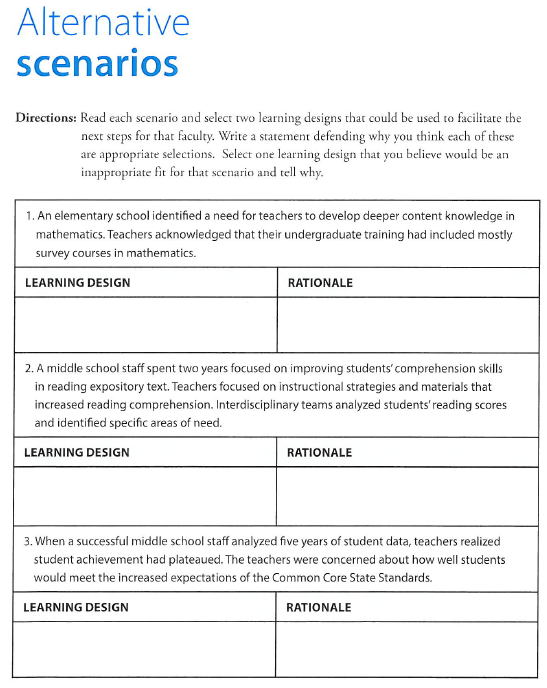 Alternative
scenarios
Directions: Read each scenario and select two learning designs that could be used to facilitate the
next steps for that faculty. Write a statement defending why you think each of these
are appropriate selections. Select one learning design that you believe would be an
inappropriate fit for that scenario and tell why.
1. An elementary school identified a need for teachers to develop deeper content knowledge in
mathematics. Teachers acknowledged that their undergraduate training had included mostly
survey courses in mathematics.
LEARNING DESIGN RATIONALE
2. A middle school staff spent two years focused on improving students' comprehension skills
in reading expository text. Teachers focused on instructional strategies and materials that
increased reading comprehension. Interdisciplinary teams analyzed students' reading scores
and identified specific areas of need.
LEARNING DESIGN RATIONALE
3. When a successful middle school staff analyzed five years of student data, teachers realized
student achievement had plateaued. The teachers were concerned about how well students
would meet the increased expectations of the Common Core State Standards.
LEARNING DESIGN RATIONALE